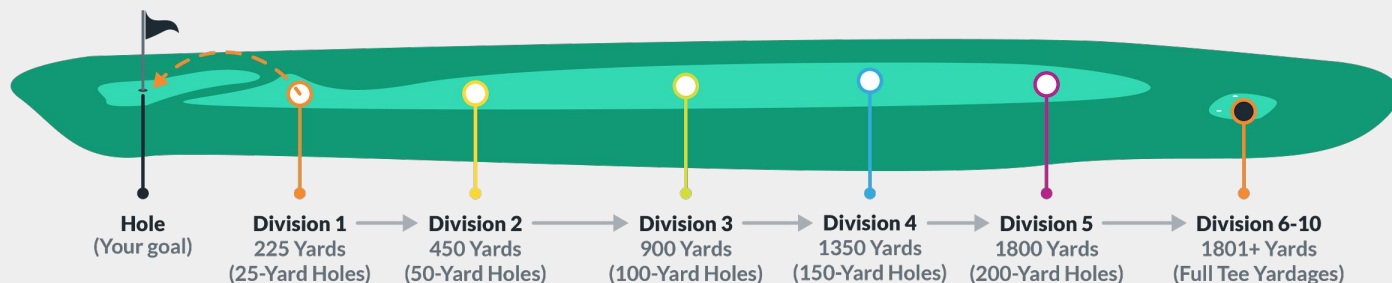 Hole
(Your goal)
Division 1
225 Yards
(25-Yard Holes)
Division 2
450 Yards
(50-Yard Holes)
Division 3
900 Yards
(100-Yard Holes)
Division 4
1350 Yards
(150-Yard Holes)
Division 5
1800 Yards
(200-Yard Holes)
Division 6-10
1801+ Yards
(Full Tee Yardages)